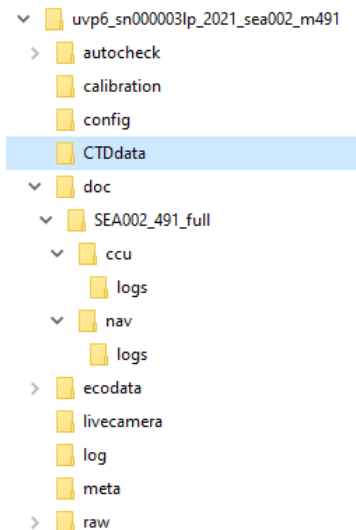 uvp6_sn000003lp_2021_sea002_m491
autocheck
calibration
config
CTDdata
doc
SEA002_491_full
ccu
logs
nav
logs
ecodata
livecamera
log
meta
raw